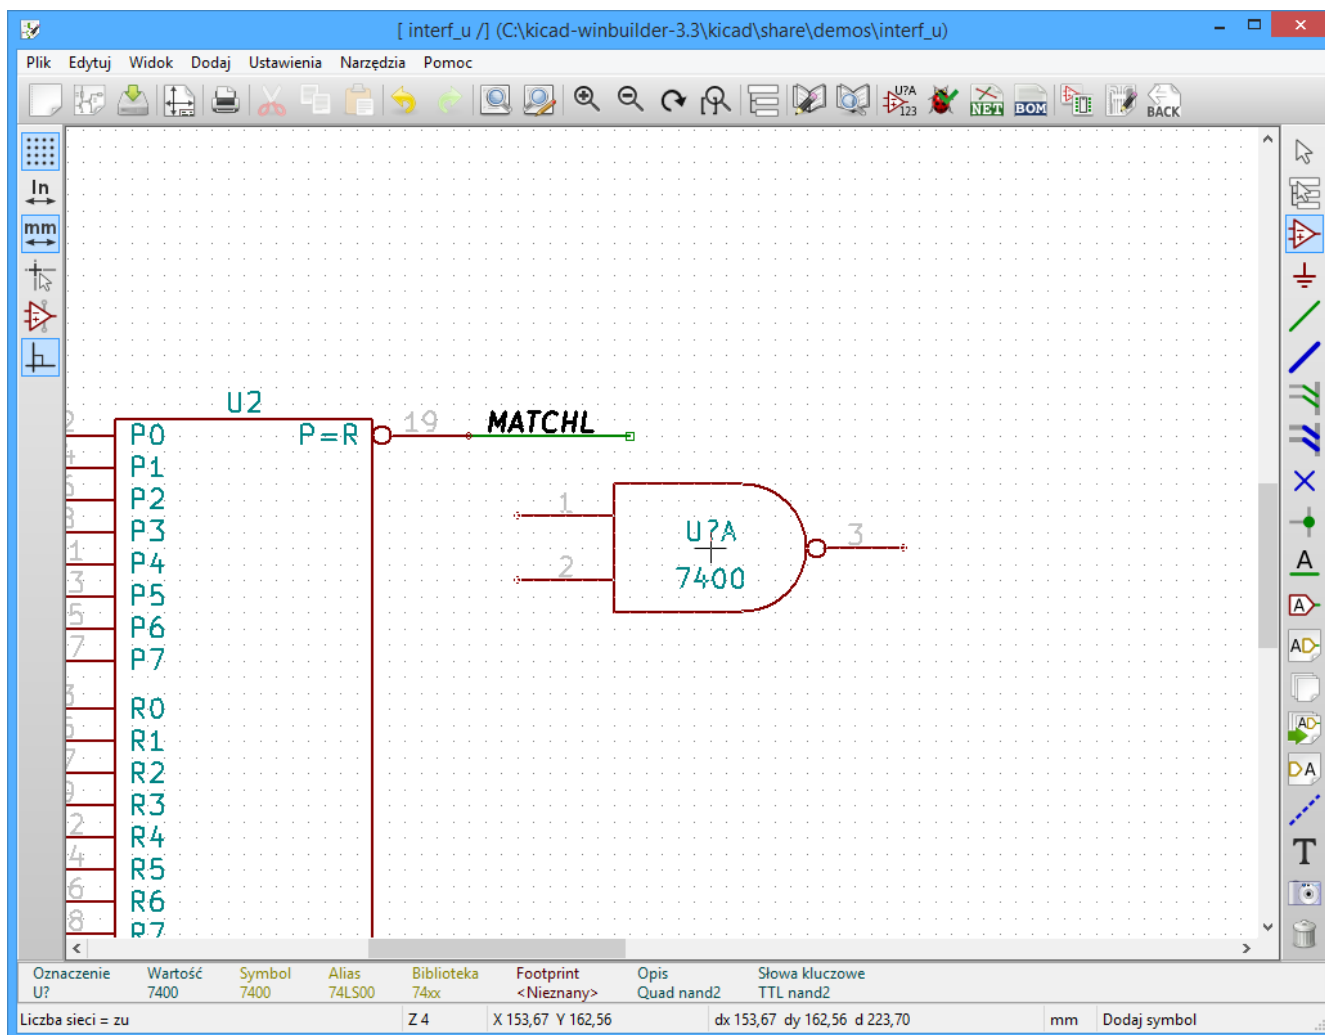 [ interf_u /] (C:\kicad-winbuilder-3.3\kicad\share\demos\interf_u)
Plik Edytuj Widok Dodaj Ustawienia Narzędzia Pomoc
U?A
123
NET
BOM
BACK
In
mm
U2
19
MATCHL
P0 P=R
P1
P2
P3
P4
P5
P6
P7
R0
R1
R2
R3
R4
R5
R6
R7
1
2
3
U?A
7400
A
A
AD
AD
DA
T
Oznaczenie Wartość Symbol Alias Biblioteka Footprint Opis Słowa kluczowe
U? 7400 7400 74LS00 74xx <Nieznany> Quad nand2 TTL nand2
Liczba sieci = zu Z 4 X 153,67 Y 162,56 dx 153,67 dy 162,56 d 223,70 mm Dodaj symbol